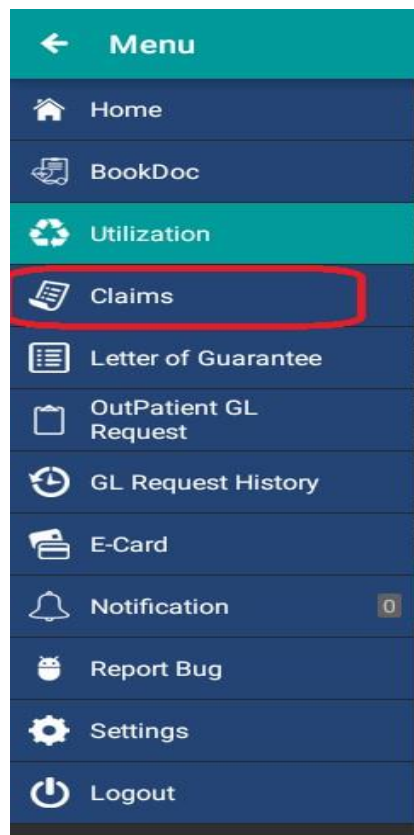 Menu
Home
BookDoc
Utilization
Claims
Letter of Guarantee
OutPatient GL
Request
GL Request History
E-Card
Notification 0
Report Bug
Settings
Logout